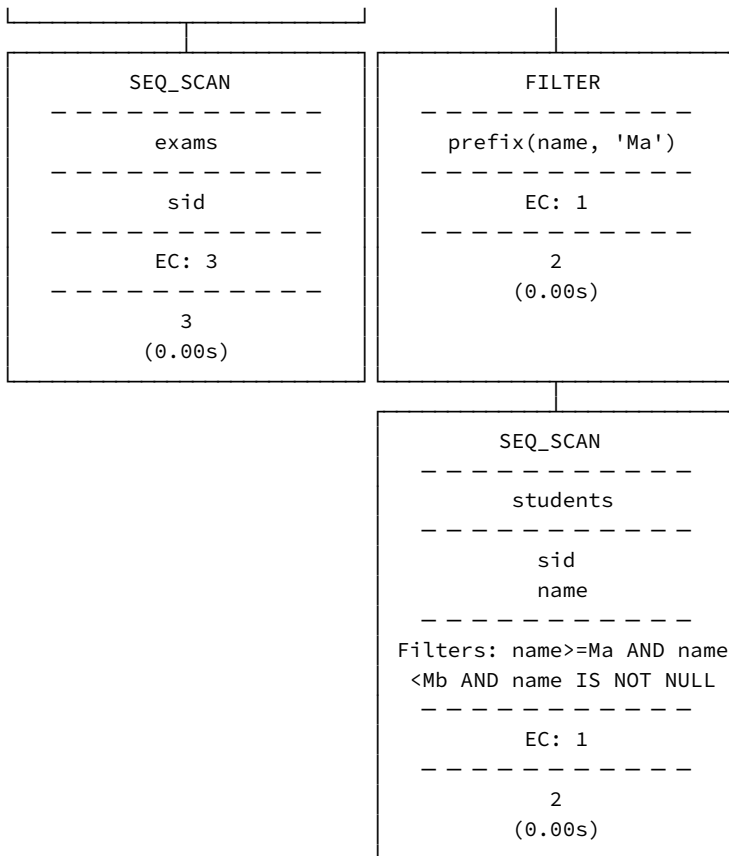 SEQ_SCAN
exams
sid
EC: 3
3
(0.00s)
FILTER
prefix(name, 'Ma')
EC: 1
2
(0.00s)
SEQ_SCAN
students
sid
name
Filters: name>=Ma AND name
<Mb AND name IS NOT NULL
EC: 1
2
(0.00s)